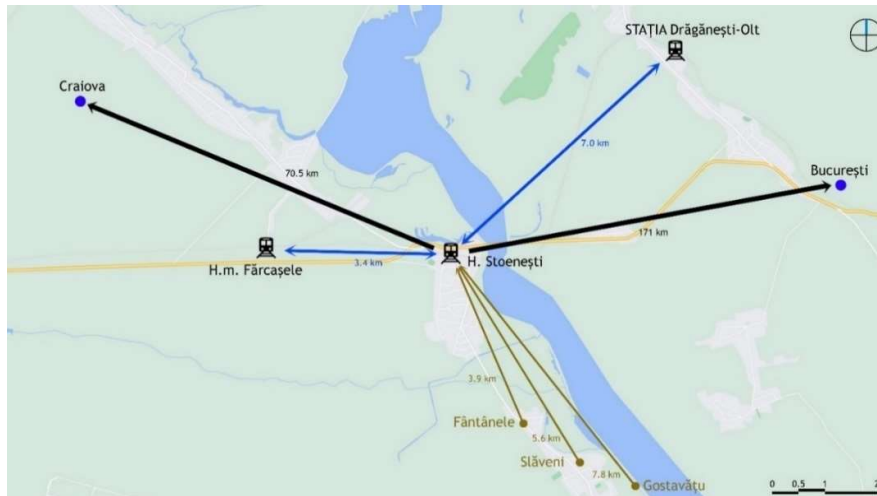 STAȚIA Drăgănești-Olt
Craiova
7.0 km
București
70.5 km
171 km
H. Stoenești
H.m. Fărcașele
3.4 km
3.9 km
Fântânele
5.6 km
Slăveni
7.8 km
Gostavățu
0 0,5 1 2